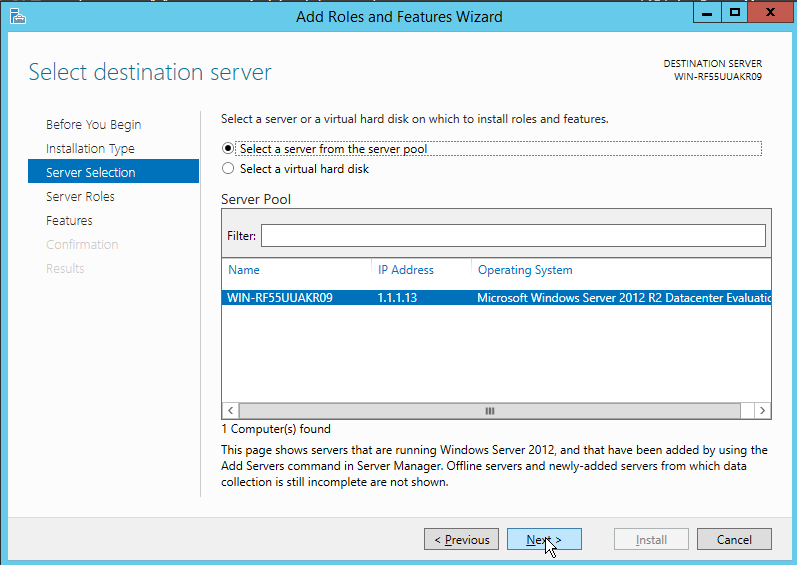 Add Roles and Features Wizard
Select destination server
DESTINATION SERVER
WIN-RF55UUAKR09
Before You Begin
Installation Type
Server Selection
Server Roles
Features
Confirmation
Results
Select a server or a virtual hard disk on which to install roles and features.
Select a server from the server pool
Select a virtual hard disk
Server Pool
Filter:
Name IP Address Operating System
WIN-RF55UUAKR09 1.1.1.13 Microsoft Windows Server 2012 R2 Datacenter Evaluatic
1 Computer(s) found
This page shows servers that are running Windows Server 2012, and that have been added by using the
Add Servers command in Server Manager. Offline servers and newly-added servers from which data
collection is still incomplete are not shown.
< Previous Next > Install Cancel